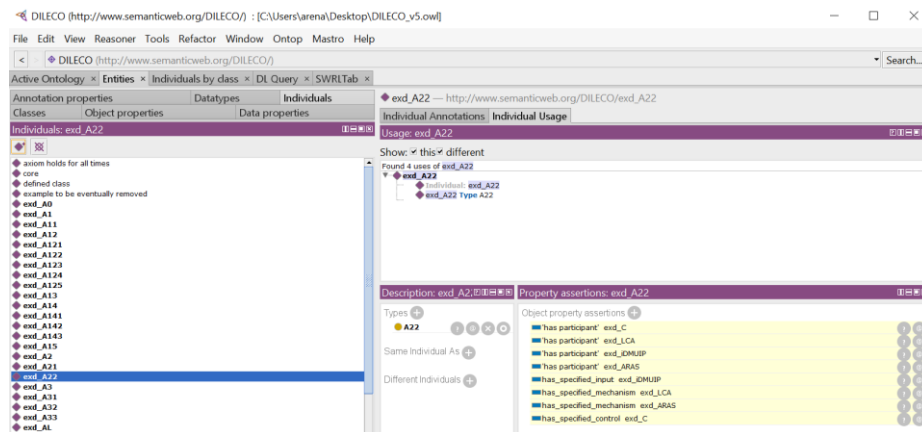 DILECO (http://www.semanticweb.org/DILECO/) : [C:\Users\arena\Desktop\DILECO_v5.owl]
File Edit View Reasoner Tools Refactor Window Ontop Mastro Help
< > DILECO (http://www.semanticweb.org/DILECO/) Search...
Active Ontology × Entities × Individuals by class × DL Query × SWRLTab ×
Annotation properties Datatypes Individuals
Classes Object properties Data properties
Individuals: exd_A22
axiom holds for all times
core
defined class
example to be eventually removed
exd_A0
exd_A1
exd_A11
exd_A12
exd_A121
exd_A122
exd_A123
exd_A124
exd_A125
exd_A13
exd_A14
exd_A141
exd_A142
exd_A143
exd_A15
exd_A2
exd_A21
exd_A22
exd_A3
exd_A31
exd_A32
exd_A33
exd_AL
exd_A22 — http://www.semanticweb.org/DILECO/exd_A22
Individual Annotations Individual Usage
Usage: exd_A22
Show: this different
Found 4 uses of exd_A22
exd_A22
Individual: exd_A22
exd_A22 Type A22
Description: exd_A2
Types
A22
Same Individual As
Different Individuals
Property assertions: exd_A22
Object property assertions
'has participant' exd_C
'has participant' exd_LCA
'has participant' exd_iDMUIP
'has participant' exd_ARAS
has_specified_input exd_iDMUIP
has_specified_mechanism exd_LCA
has_specified_mechanism exd_ARAS
has_specified_control exd_C